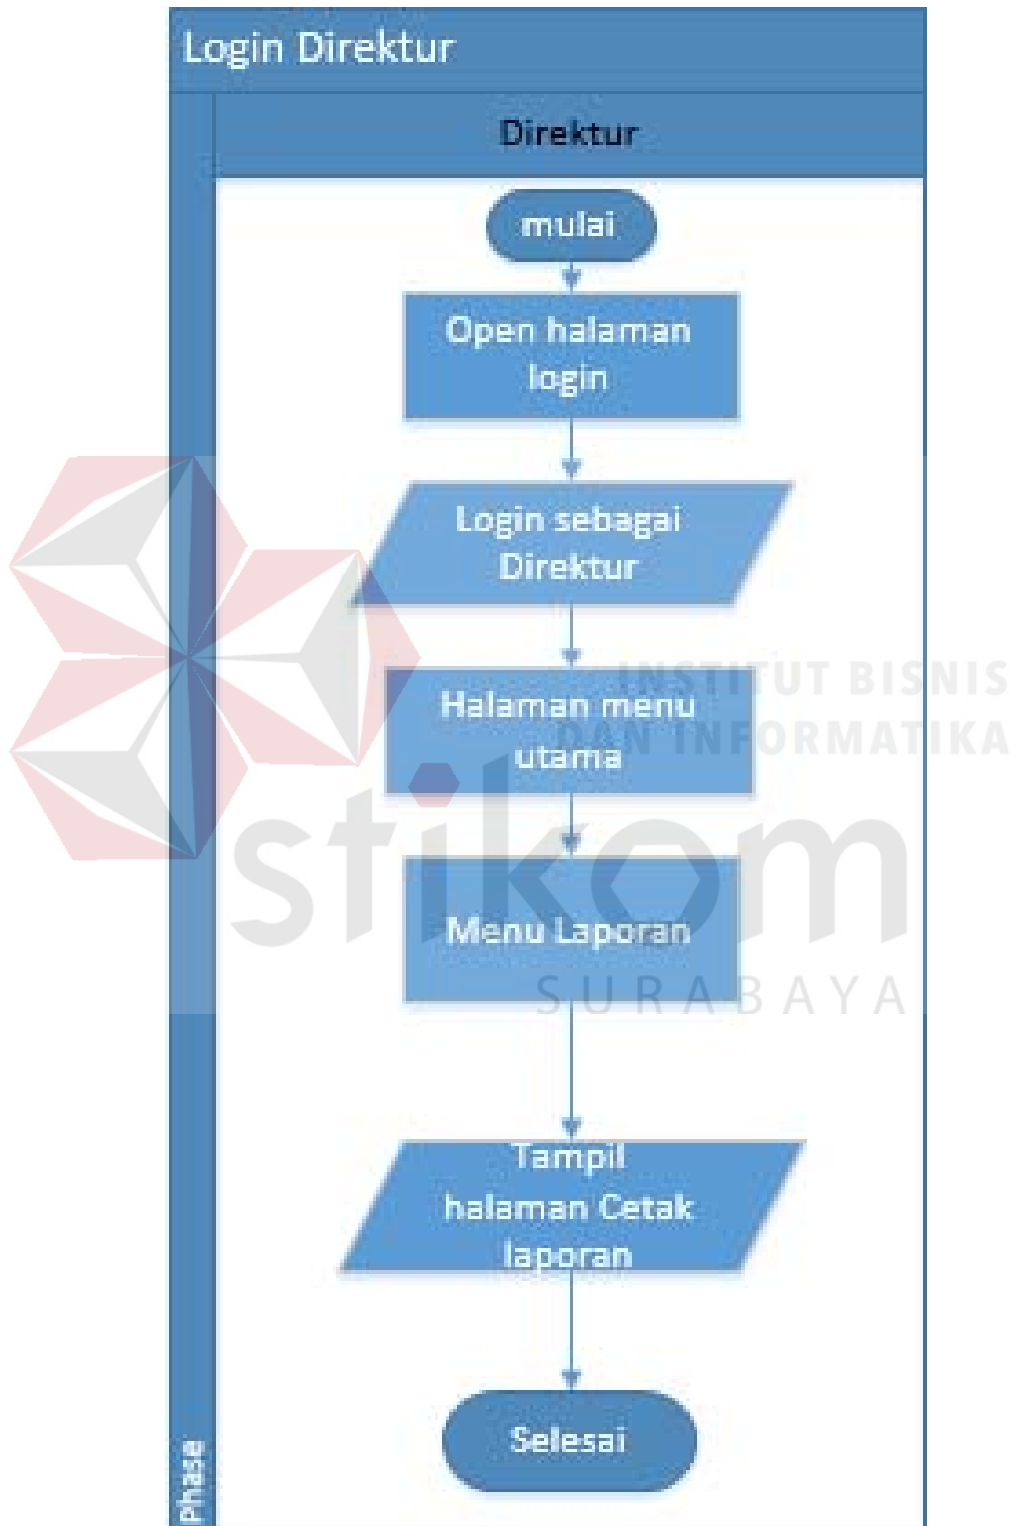 Login Direktur
Direktur
mulai
Open halaman
login
Login sebagai
Direktur
Halaman menu
utama
INSTITUT BISNIS
DAN INFORMATIKA
stikom
Menu Laporan
SURABAYA
Tampil
halaman Cetak
laporan
Selesai
Phase